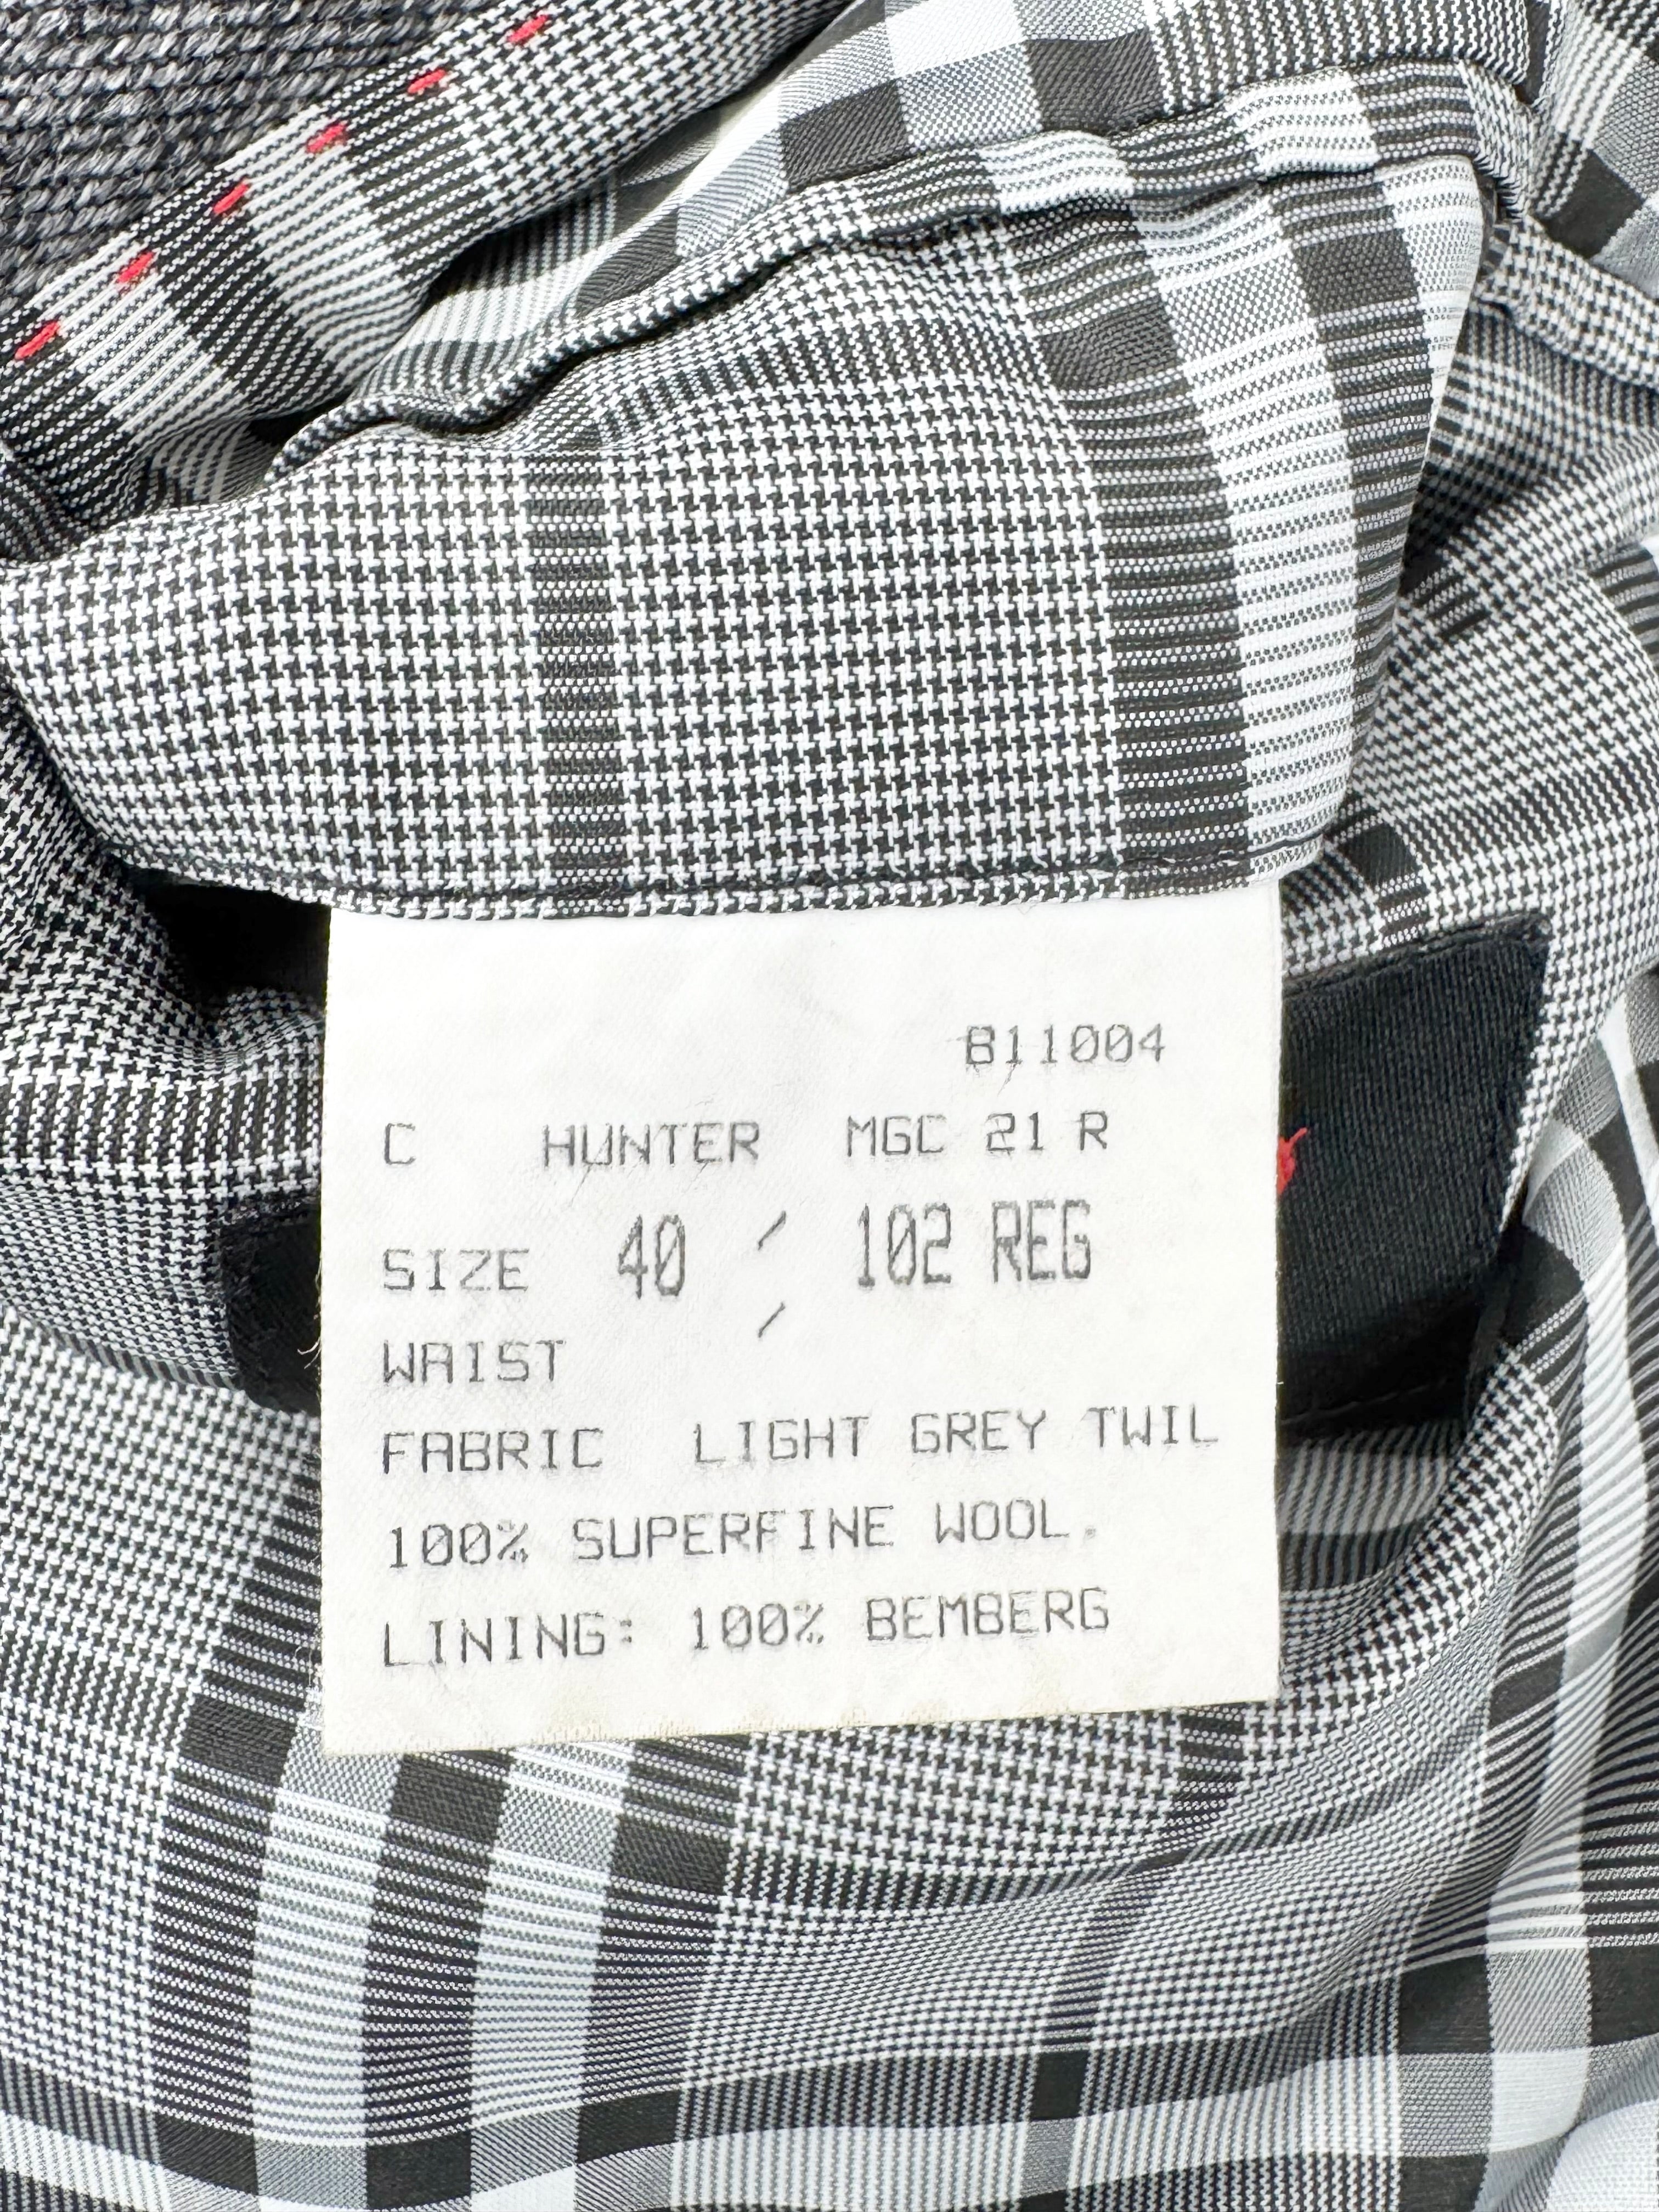 B11004
C HUNTER MGC 21 R
SIZE 40 / 102 REG
WAIST /
FABRIC LIGHT GREY TWIL
100% SUPERFINE WOOL.
LINING: 100% BEMBERG